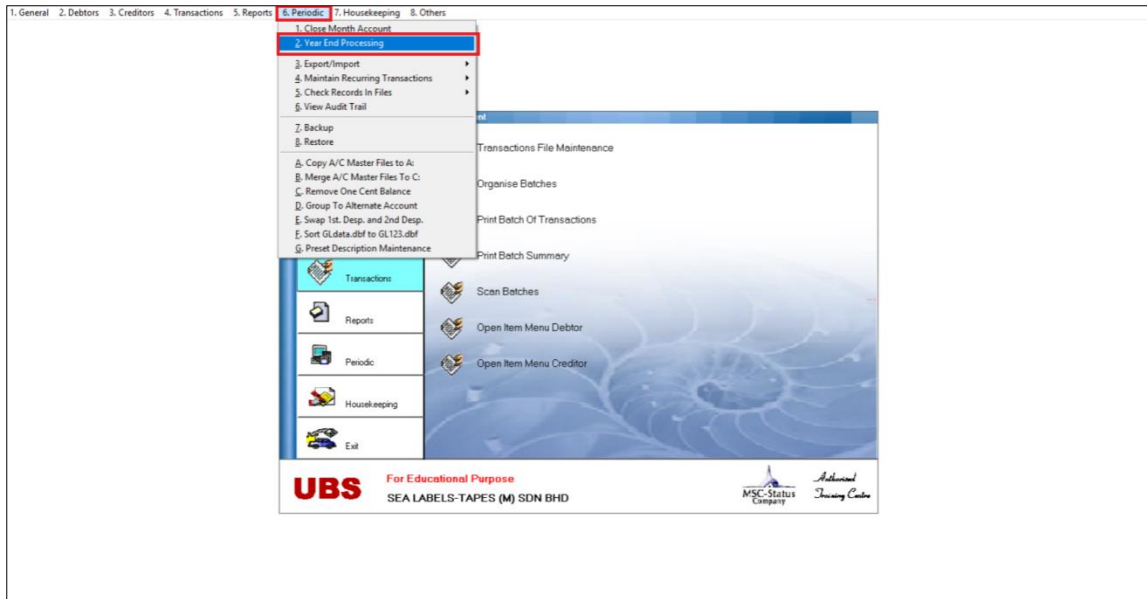 1. General 2. Debtors 3. Creditors 4. Transactions 5. Reports 6. Periodic 7. Housekeeping 8. Others
1. Close Month Account
2. Year End Processing
3. Export/Import
4. Maintain Recurring Transactions
5. Check Records In Files
6. View Audit Trail
7. Backup
8. Restore
A. Copy A/C Master Files to A:
B. Merge A/C Master Files To C:
C. Remove One Cent Balance
D. Group To Alternate Account
E. Swap 1st. Desp. and 2nd Desp.
F. Sort GLdata.dbf to GL123.dbf
G. Preset Description Maintenance
Transactions File Maintenance
Organise Batches
Print Batch Of Transactions
Print Batch Summary
Scan Batches
Open Item Menu Debtor
Open Item Menu Creditor
Transactions
Reports
Periodic
Housekeeping
Exit
UBS
For Educational Purpose
SEA LABELS-TAPES (M) SDN BHD
MSC-Status
Company
Authorised
Training Centre